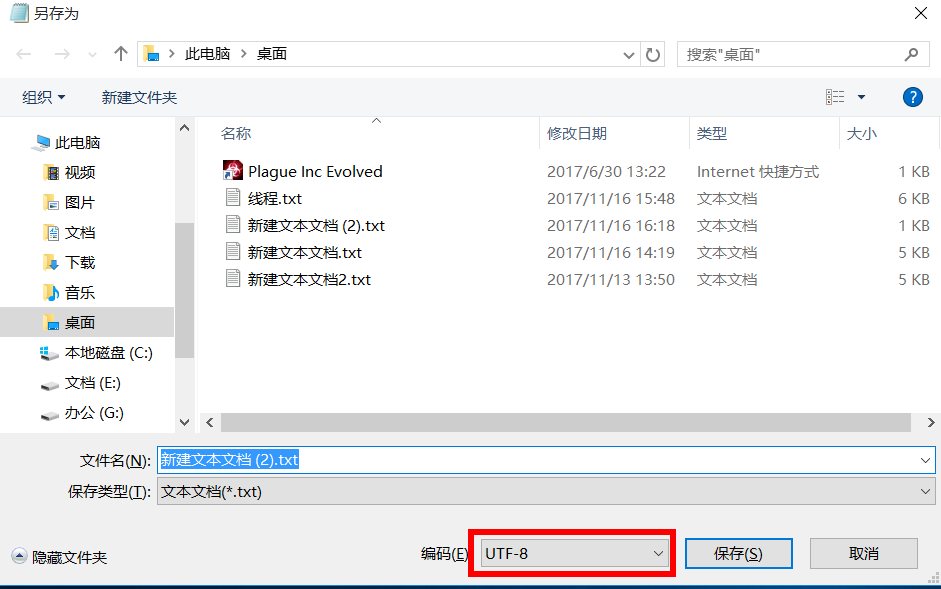 另存为
此电脑 桌面 搜索"桌面"
组织 新建文件夹
此电脑
视频
图片
文档
下载
音乐
桌面
本地磁盘 (C:)
文档 (E:)
办公 (G:)
名称 修改日期 类型 大小
Plague Inc Evolved 2017/6/30 13:22 Internet 快捷方式 1 KB
线程.txt 2017/11/16 15:48 文本文档 6 KB
新建文本文档 (2).txt 2017/11/16 16:18 文本文档 1 KB
新建文本文档.txt 2017/11/16 14:19 文本文档 5 KB
新建文本文档2.txt 2017/11/13 13:50 文本文档 5 KB
文件名(N): 新建文本文档 (2).txt
保存类型(T): 文本文档(*.txt)
隐藏文件夹 编码(E) UTF-8 保存(S) 取消